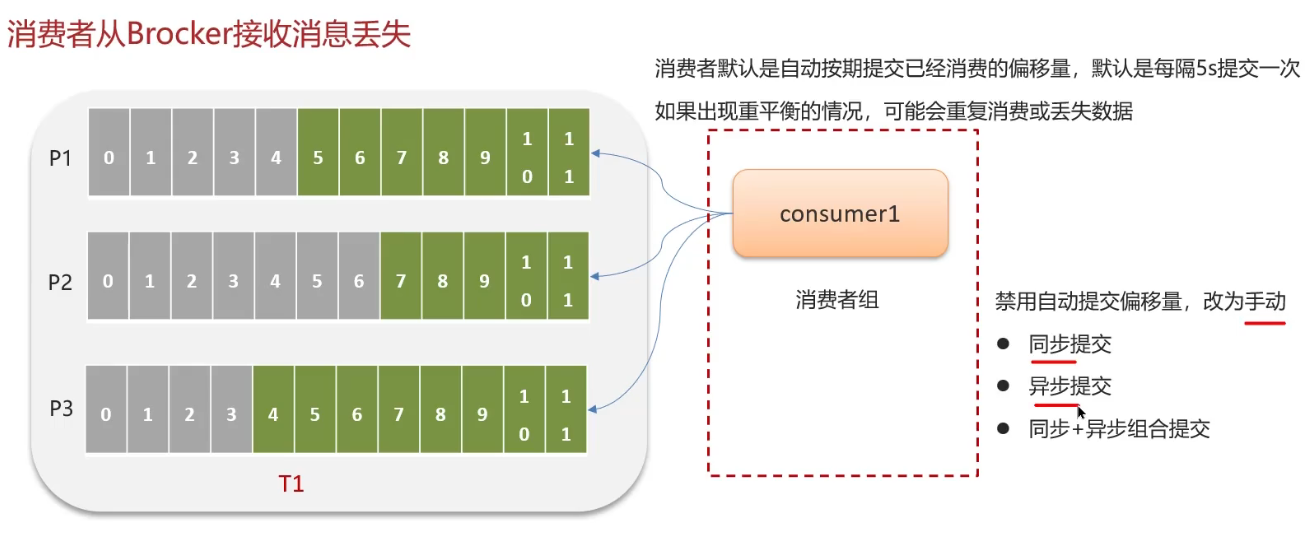 消费者从Brocker接收消息丢失
消费者默认是自动按期提交已经消费的偏移量，默认是每隔5s提交一次
如果出现重平衡的情况，可能会重复消费或丢失数据
P1 0 1 2 3 4 5 6 7 8 9 10 11
P2 0 1 2 3 4 5 6 7 8 9 10 11
P3 0 1 2 3 4 5 6 7 8 9 10 11
T1
consumer1
消费者组
禁用自动提交偏移量，改为手动
● 同步提交
● 异步提交
● 同步+异步组合提交